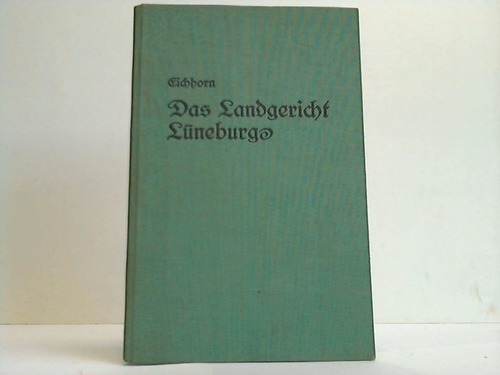 Eichhorn
Das Landgericht
Lüneburg